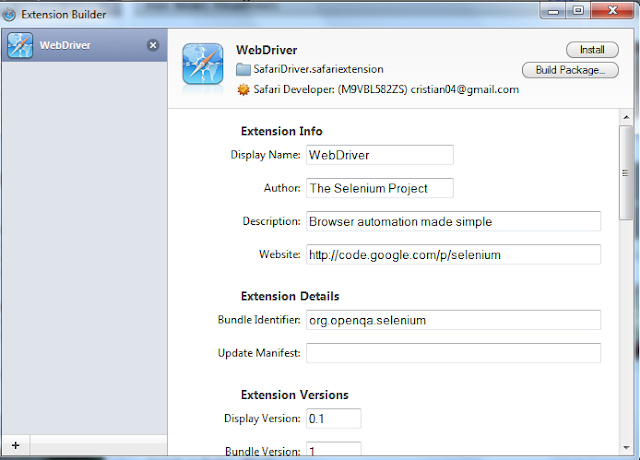 Extension Builder
WebDriver
WebDriver
Install
SafariDriver.safariextension
Build Package...
Safari Developer: (M9VBL582ZS) cristian04@gmail.com
Extension Info
Display Name: WebDriver
Author: The Selenium Project
Description: Browser automation made simple
Website: http://code.google.com/p/selenium
Extension Details
Bundle Identifier: org.openqa.selenium
Update Manifest:
Extension Versions
Display Version: 0.1
Bundle Version: 1